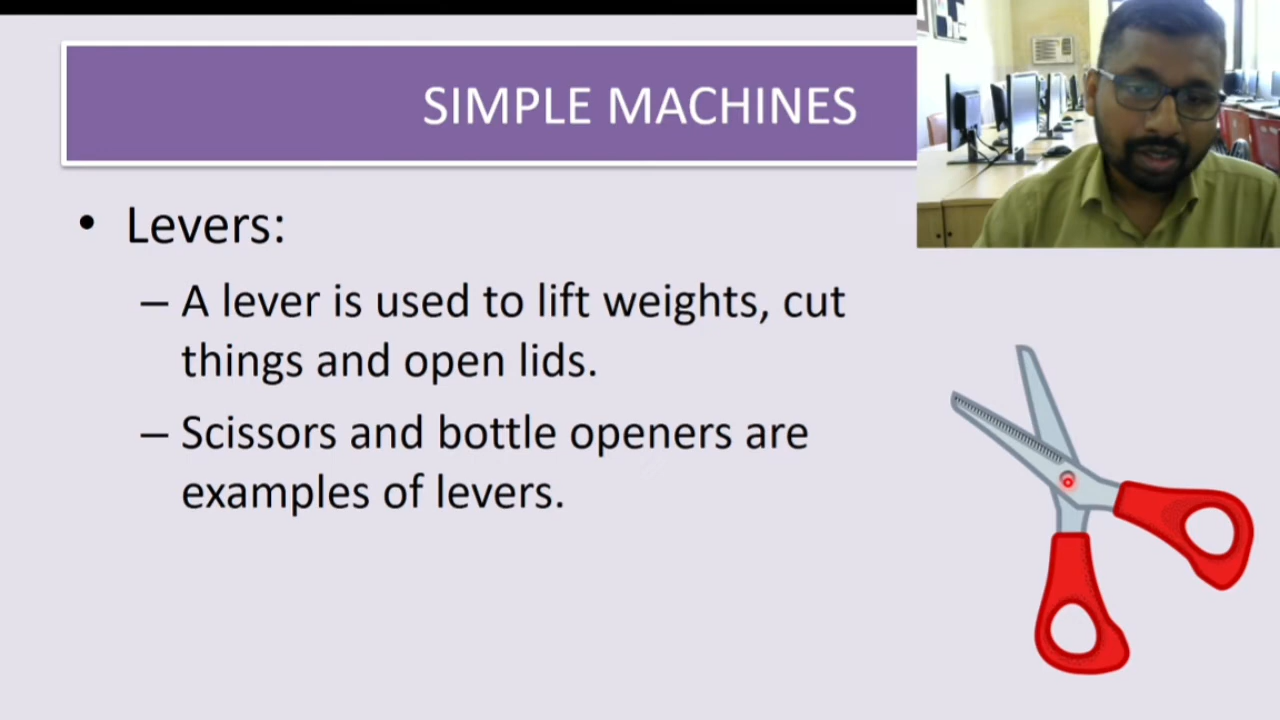 SIMPLE MACHINES
• Levers:
– A lever is used to lift weights, cut
things and open lids.
– Scissors and bottle openers are
examples of levers.